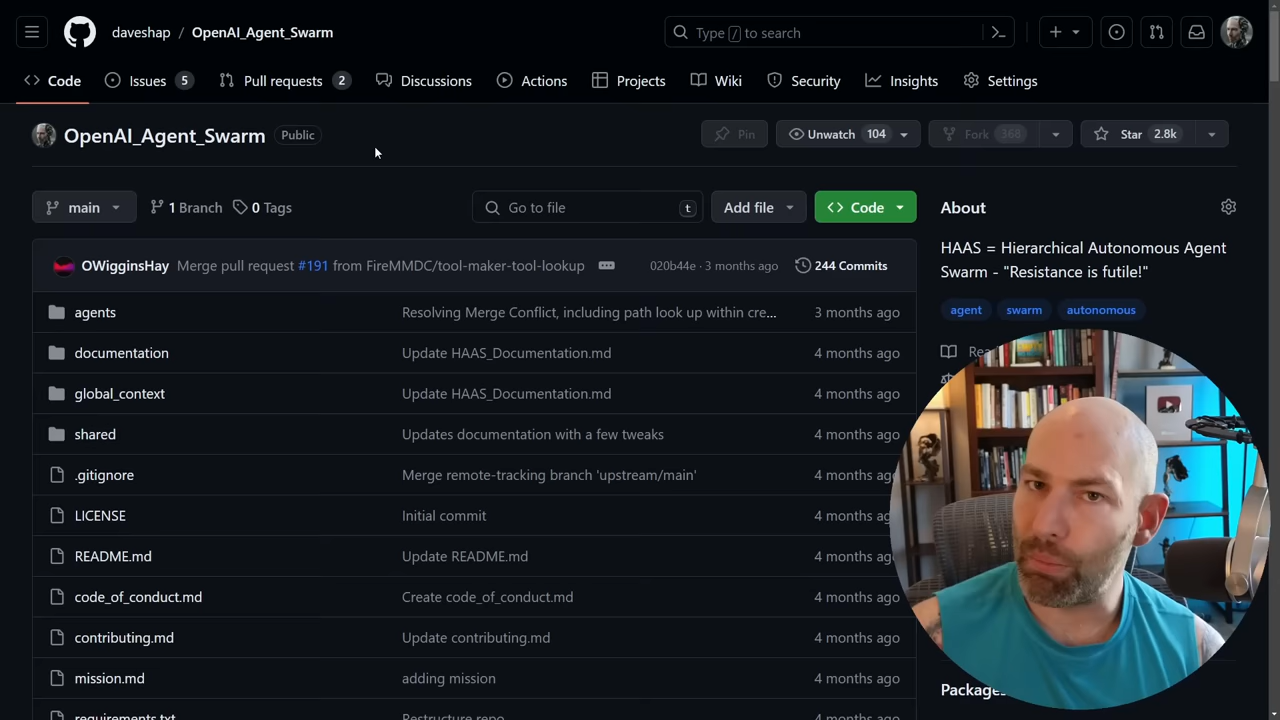 daveshap / OpenAI_Agent_Swarm
Type / to search
Code
Issues 5
Pull requests 2
Discussions
Actions
Projects
Wiki
Security
Insights
Settings
OpenAI_Agent_Swarm Public
Pin
Unwatch 104
Fork 368
Star 2.8k
main
1 Branch
0 Tags
Go to file t
Add file
Code
OWigginsHay Merge pull request #191 from FireMMDC/tool-maker-tool-lookup 020b44e · 3 months ago 244 Commits
agents Resolving Merge Conflict, including path look up within cre... 3 months ago
documentation Update HAAS_Documentation.md 4 months ago
global_context Update HAAS_Documentation.md 4 months ago
shared Updates documentation with a few tweaks 4 months ago
.gitignore Merge remote-tracking branch 'upstream/main' 4 months ago
LICENSE Initial commit 4 months ago
README.md Update README.md 4 months ago
code_of_conduct.md Create code_of_conduct.md 4 months ago
contributing.md Update contributing.md 4 months ago
mission.md adding mission 4 months ago
requirements.txt Restructure repo
About
HAAS = Hierarchical Autonomous Agent
Swarm - "Resistance is futile!"
agent swarm autonomous
Packages